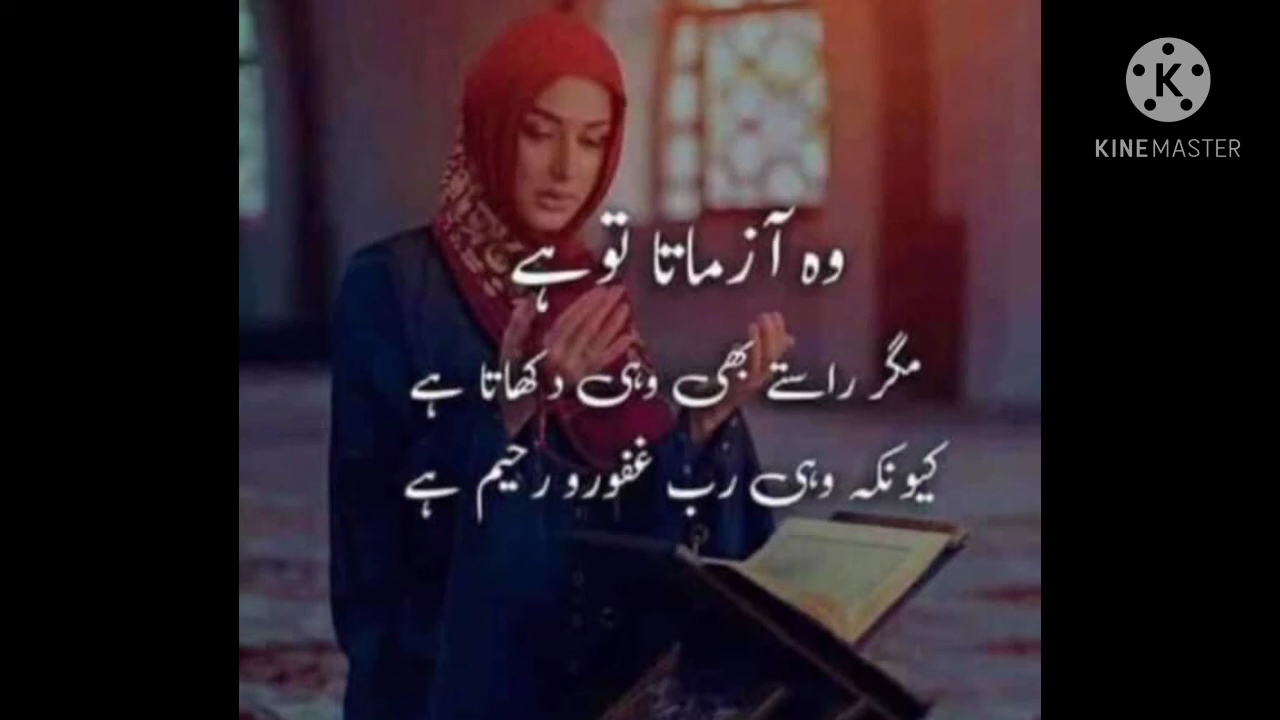 وہ آزماتا تو ہے
مگر راستے بھی وہی دکھاتا ہے
کیونکہ وہی رب غفورو رحیم ہے
K
KINEMASTER